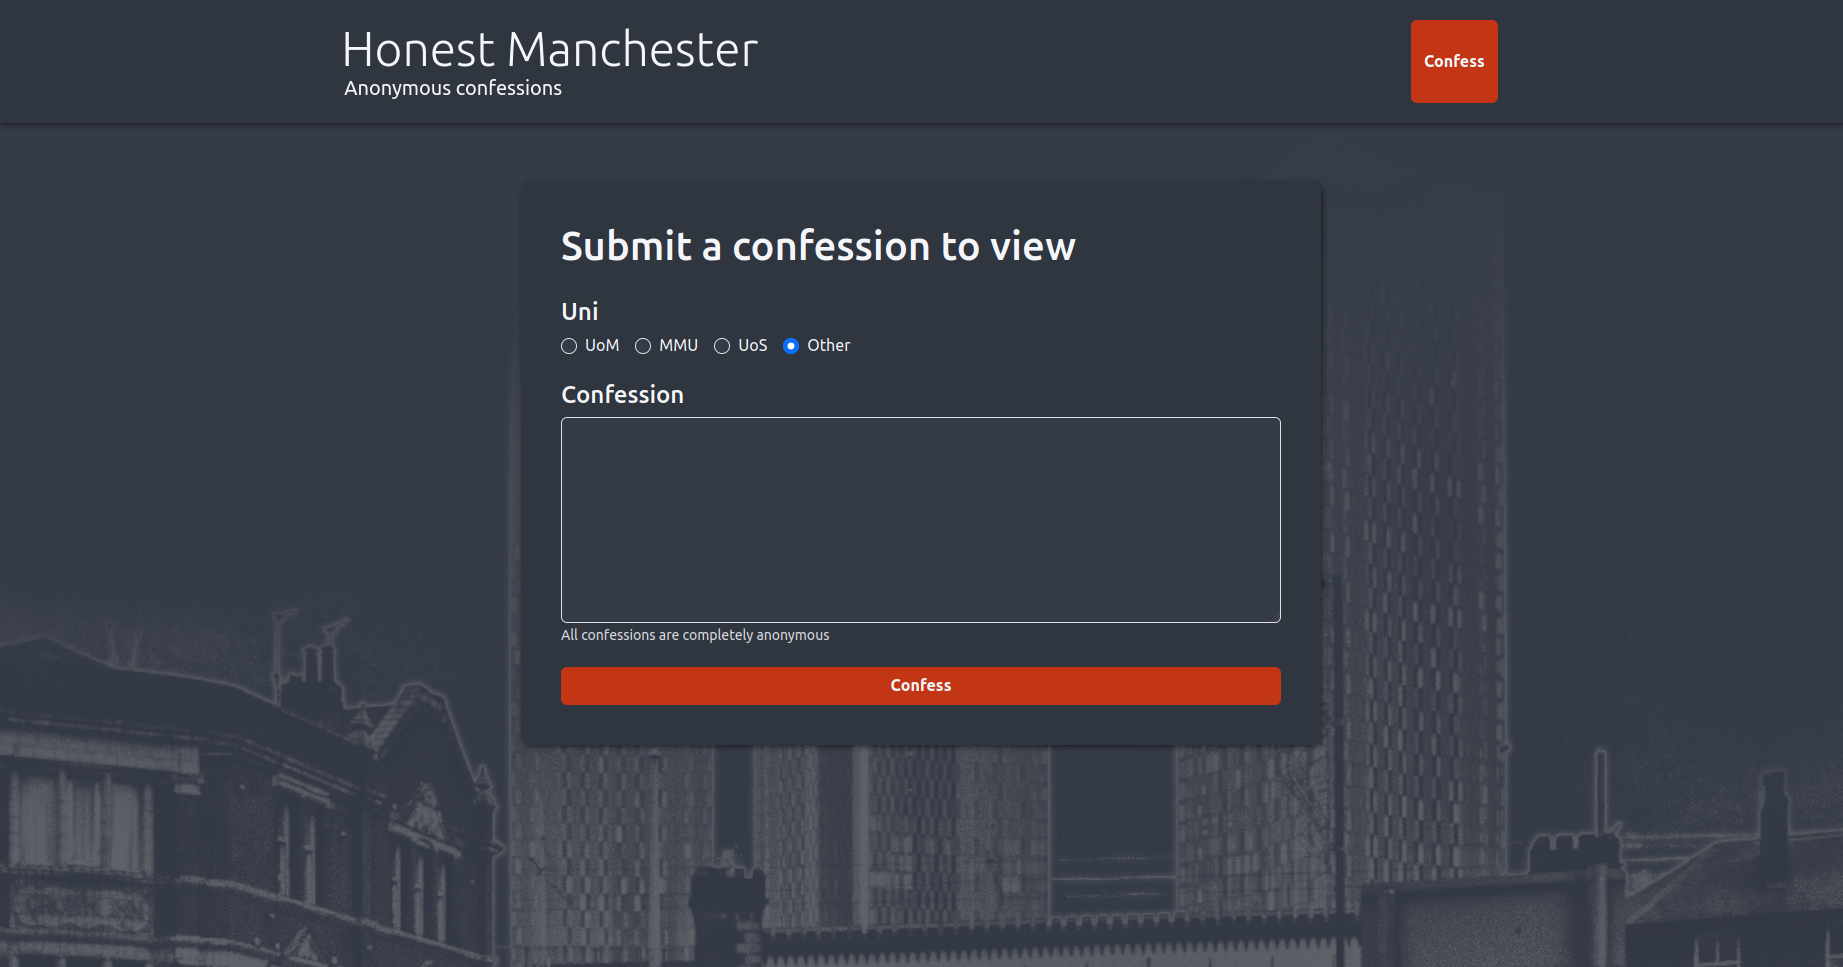 Honest Manchester
Anonymous confessions
Confess
Submit a confession to view
Uni
UoM MMU UoS Other
Confession
All confessions are completely anonymous
Confess